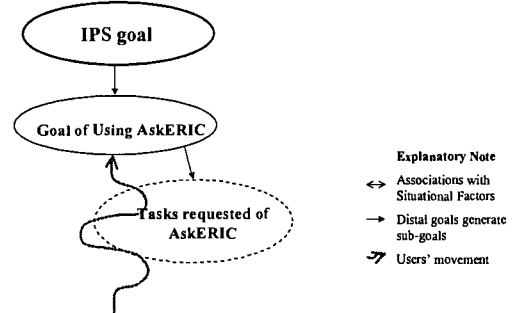 IPS goal
Goal of Using AskERIC
Tasks requested of
AskERIC
Explanatory Note
Associations with
Situational Factors
Distal goals generate
sub-goals
Users' movement